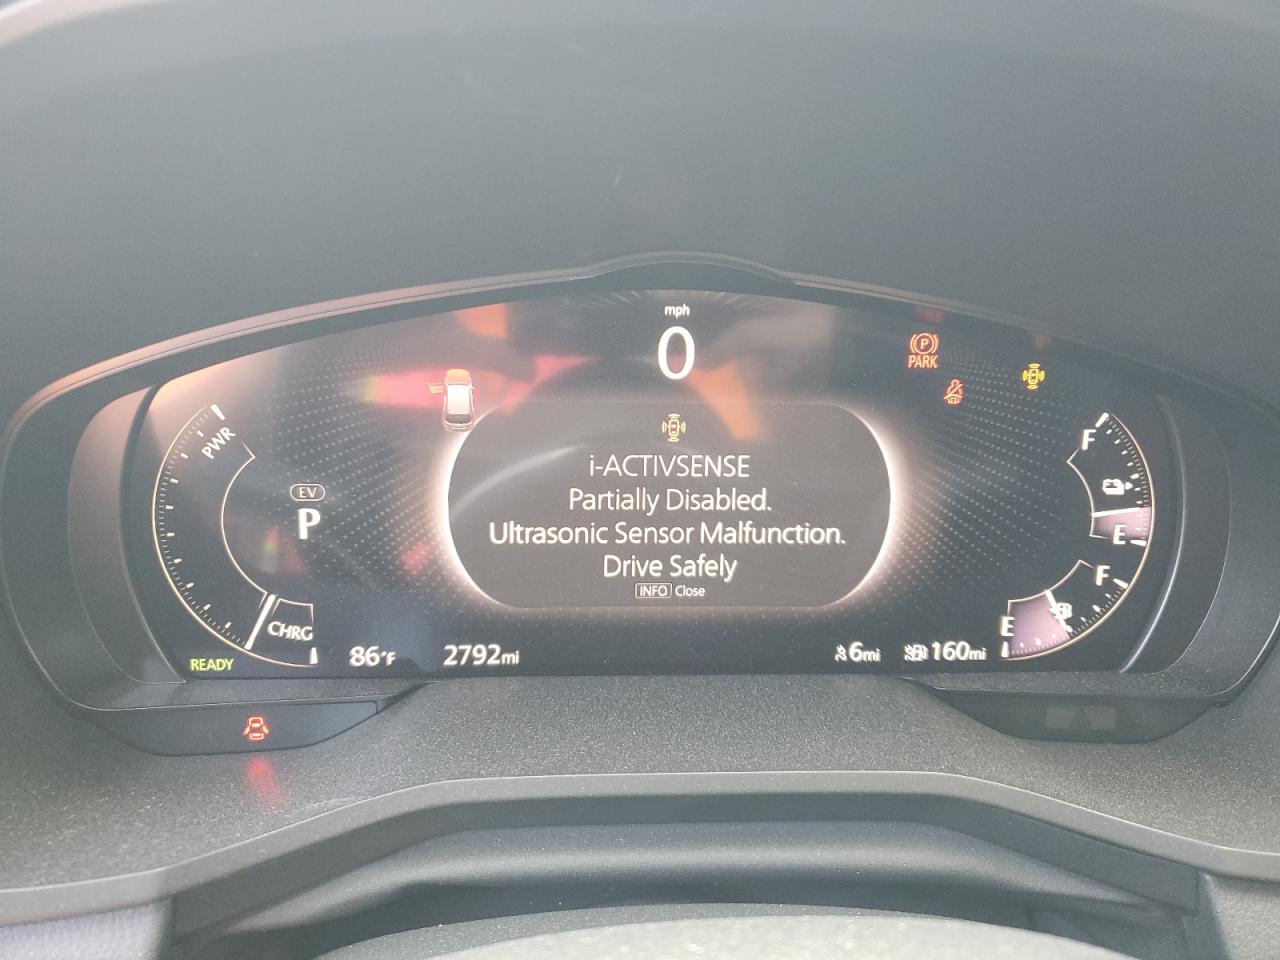 mph
0
P
PARK
PWR
i-ACTIVSENSE
Partially Disabled.
Ultrasonic Sensor Malfunction.
Drive Safely
INFO Close
EV
P
CHRG
READY
86°F
2792mi
6mi
160mi
F
E
F
E